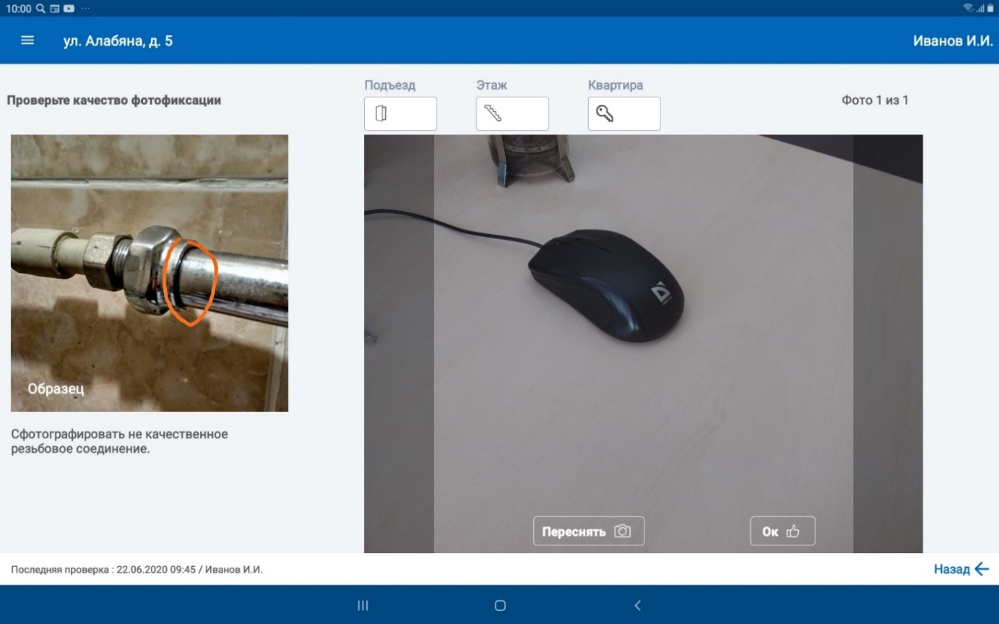 10:00
ул. Алабяна, д. 5
Иванов И.И.
Проверьте качество фотофиксации
Подъезд
Этаж
Квартира
Фото 1 из 1
Образец
Сфотографировать не качественное
резьбовое соединение.
Переснять
Ок
Последняя проверка : 22.06.2020 09:45 / Иванов И.И.
Назад